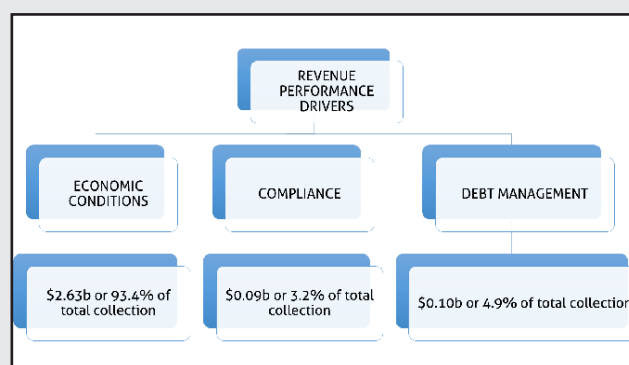 REVENUE
PERFORMANCE
DRIVERS
ECONOMIC
CONDITIONS
COMPLIANCE
DEBT MANAGEMENT
$2.63b or 93.4% of
total collection
$0.09b or 3.2% of total
collection
$0.10b or 4.9% of total collection